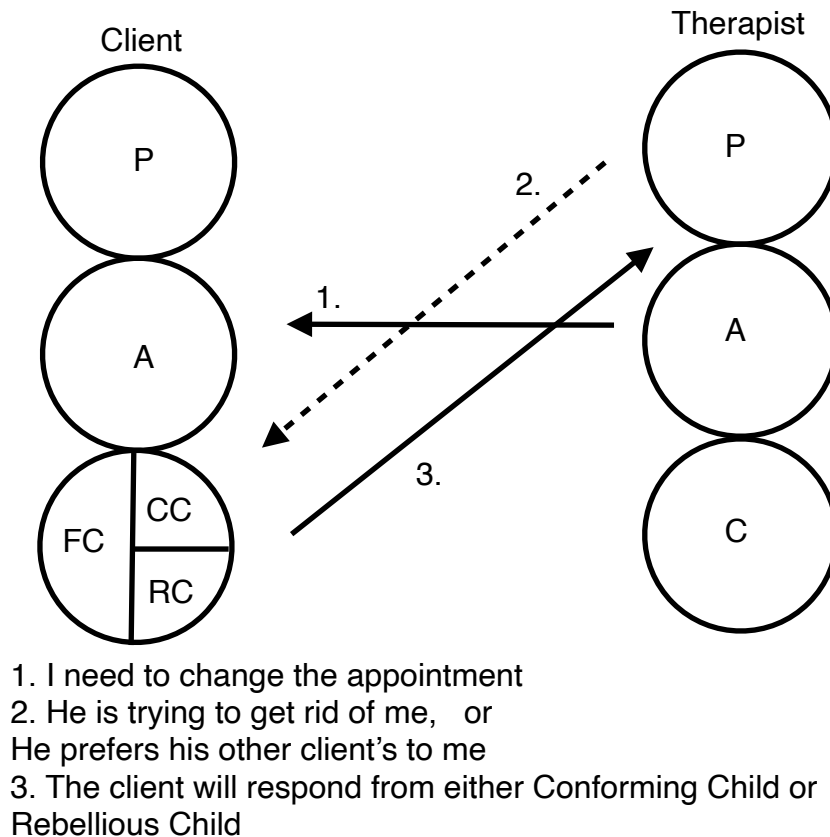 Client
Therapist
P
P
2.
1.
A
A
3.
FC
CC
RC
C
1. I need to change the appointment
2. He is trying to get rid of me,   or
He prefers his other client's to me
3. The client will respond from either Conforming Child or
Rebellious Child